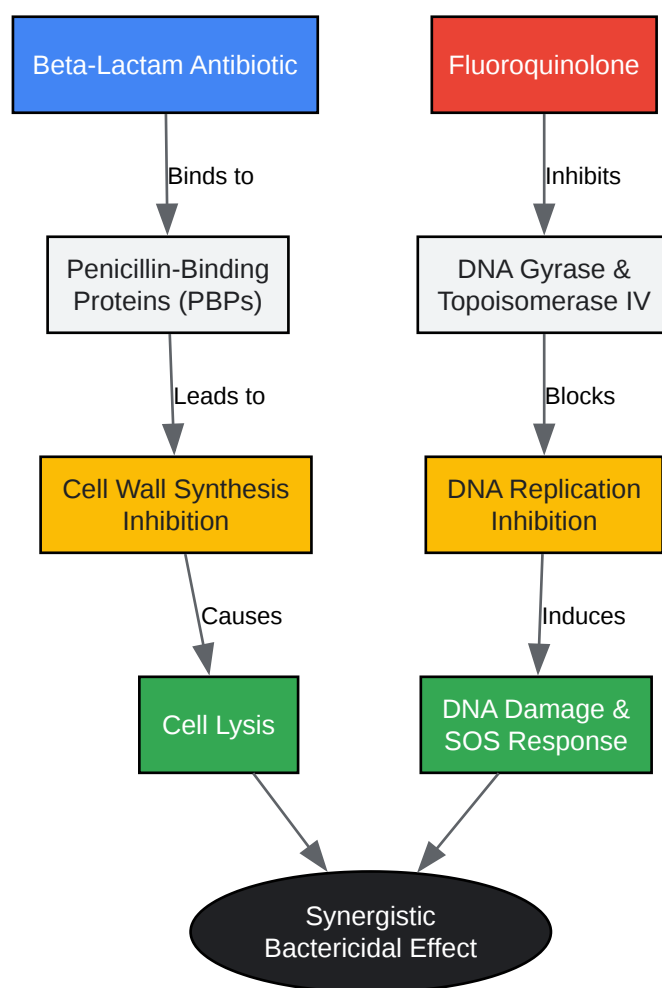 Beta-Lactam Antibiotic
Fluoroquinolone
Binds to
Inhibits
Penicillin-Binding
Proteins (PBPs)
DNA Gyrase &
Topoisomerase IV
Leads to
Blocks
Cell Wall Synthesis
Inhibition
DNA Replication
Inhibition
Causes
Induces
Cell Lysis
DNA Damage &
SOS Response
Synergistic
Bactericidal Effect